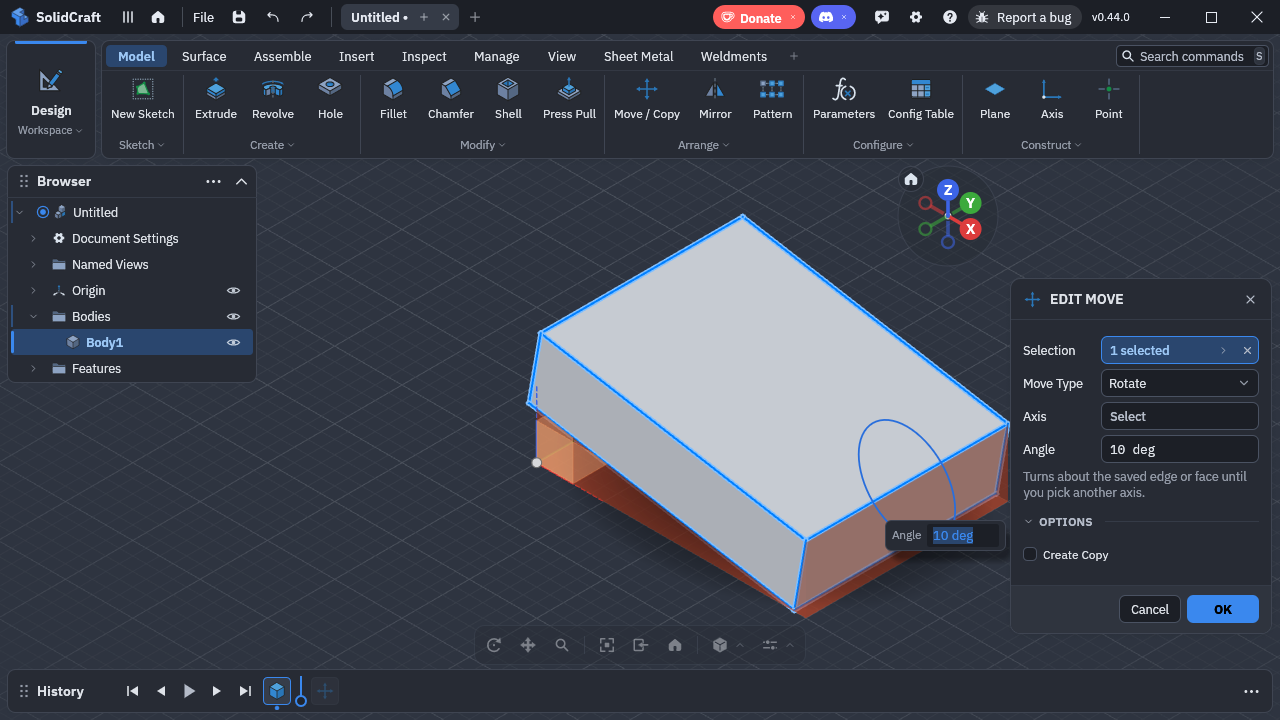 SolidCraft
File
Untitled •
Donate
Report a bug
v0.44.0
Design
Workspace
Model
Surface
Assemble
Insert
Inspect
Manage
View
Sheet Metal
Weldments
Search commands
S
New Sketch
Extrude
Revolve
Hole
Fillet
Chamfer
Shell
Press Pull
Move / Copy
Mirror
Pattern
Parameters
Config Table
Plane
Axis
Point
Sketch
Create
Modify
Arrange
Configure
Construct
Browser
Untitled
Document Settings
Named Views
Origin
Bodies
Body1
Features
Z
Y
X
EDIT MOVE
Selection
1 selected
Move Type
Rotate
Axis
Select
Angle
10 deg
Turns about the saved edge or face until
you pick another axis.
OPTIONS
Create Copy
Cancel
OK
Angle
10 deg
History